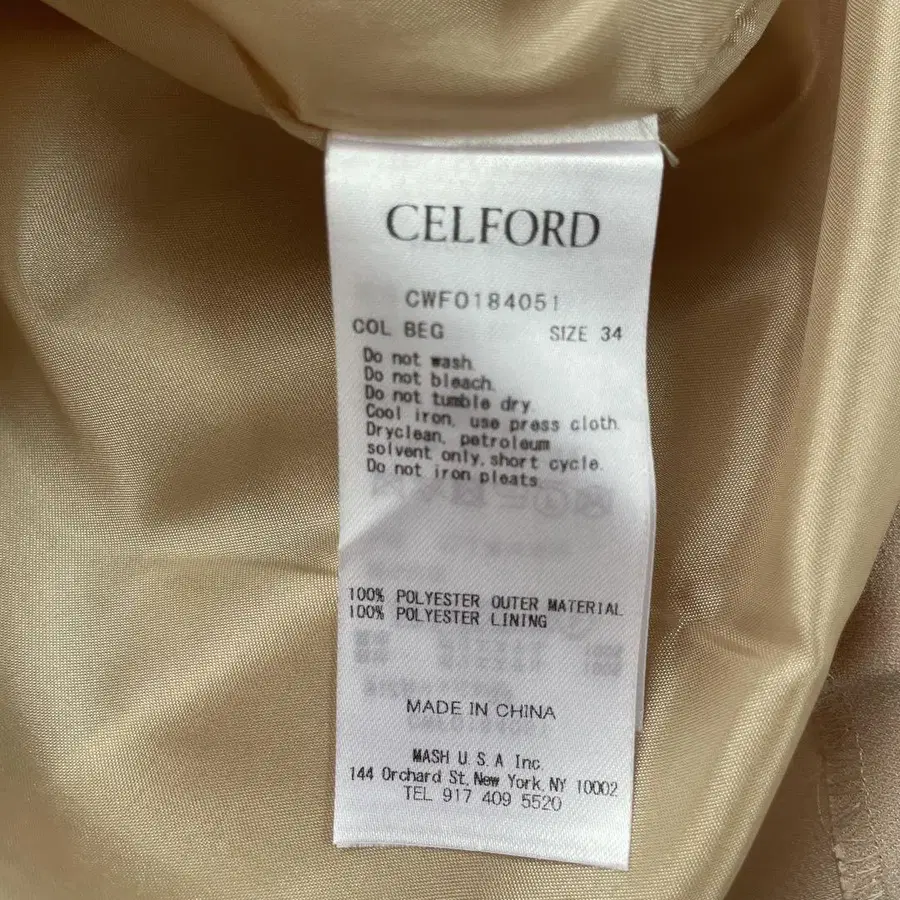 CELFORD
CWFO184051
COL BEG SIZE 34
Do not wash.
Do not bleach.
Do not tumble dry.
Cool iron, use press cloth.
Dryclean, petroleum
solvent only, short cycle.
Do not iron pleats.
100% POLYESTER OUTER MATERIAL
100% POLYESTER LINING
MADE IN CHINA
MASH U.S.A Inc.
144 Orchard St, New York, NY 10002
TEL 917 409 5520